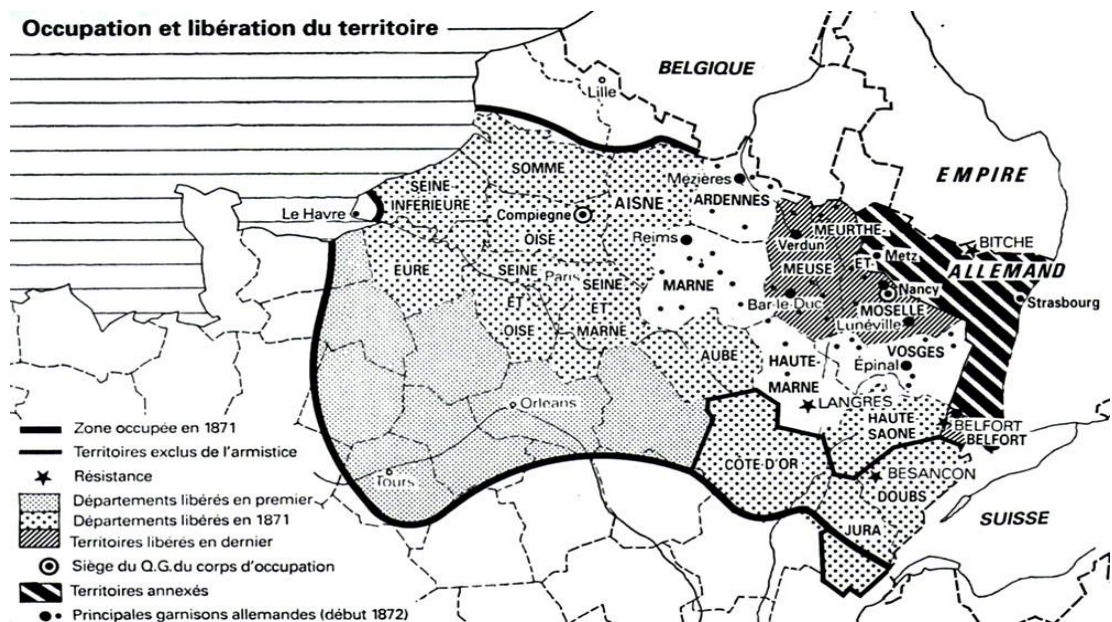 Occupation et libération du territoire
BELGIQUE
Lille
EMPIRE
ALLEMAND
SOMME
Mézières
ARDENNES
SEINE-
INFERIEURE
AISNE
Le Havre
Compiegne
OISE
Reims
MEURTHE-
Verdun
ET-
Metz
BITCHE
EURE
SEINE
ET
OISE
Paris
SEINE
ET
MARNE
MARNE
MEUSE
Nancy
Strasbourg
Bar-le-Duc
MOSELLE
Lunéville
AUBE
HAUTE-
MARNE
VOSGES
Épinal
Orléans
LANGRES
HAUTE
SAONE
BELFORT
BELFORT
Tours
CÔTE-D'OR
BESANÇON
DOUBS
JURA
SUISSE
Zone occupée en 1871
Territoires exclus de l'armistice
Résistance
Départements libérés en premier
Départements libérés en 1871
Territoires libérés en dernier
Siège du Q.G.du corps d'occupation
Territoires annexés
Principales garnisons allemandes (début 1872)